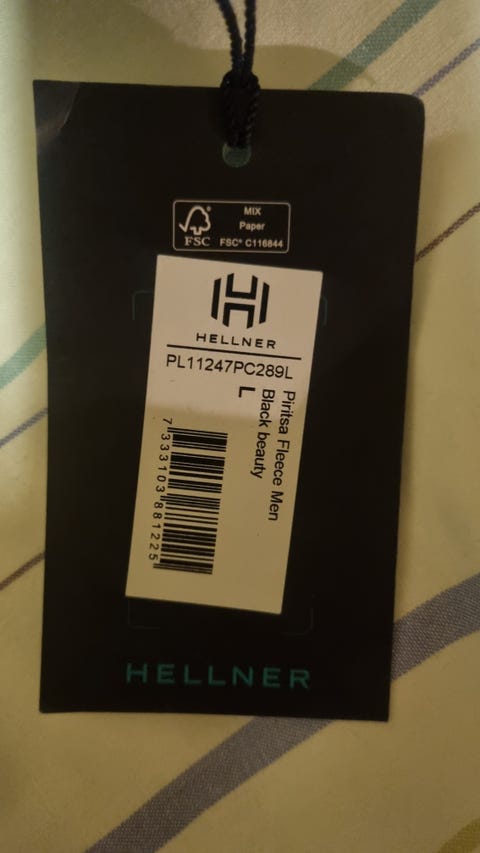 FSC
MIX
Paper
FSC® C116844
HELLNER
PL11247PC289L
Piritsa Fleece Men
Black beauty
L
7 333103 881225
HELLNER